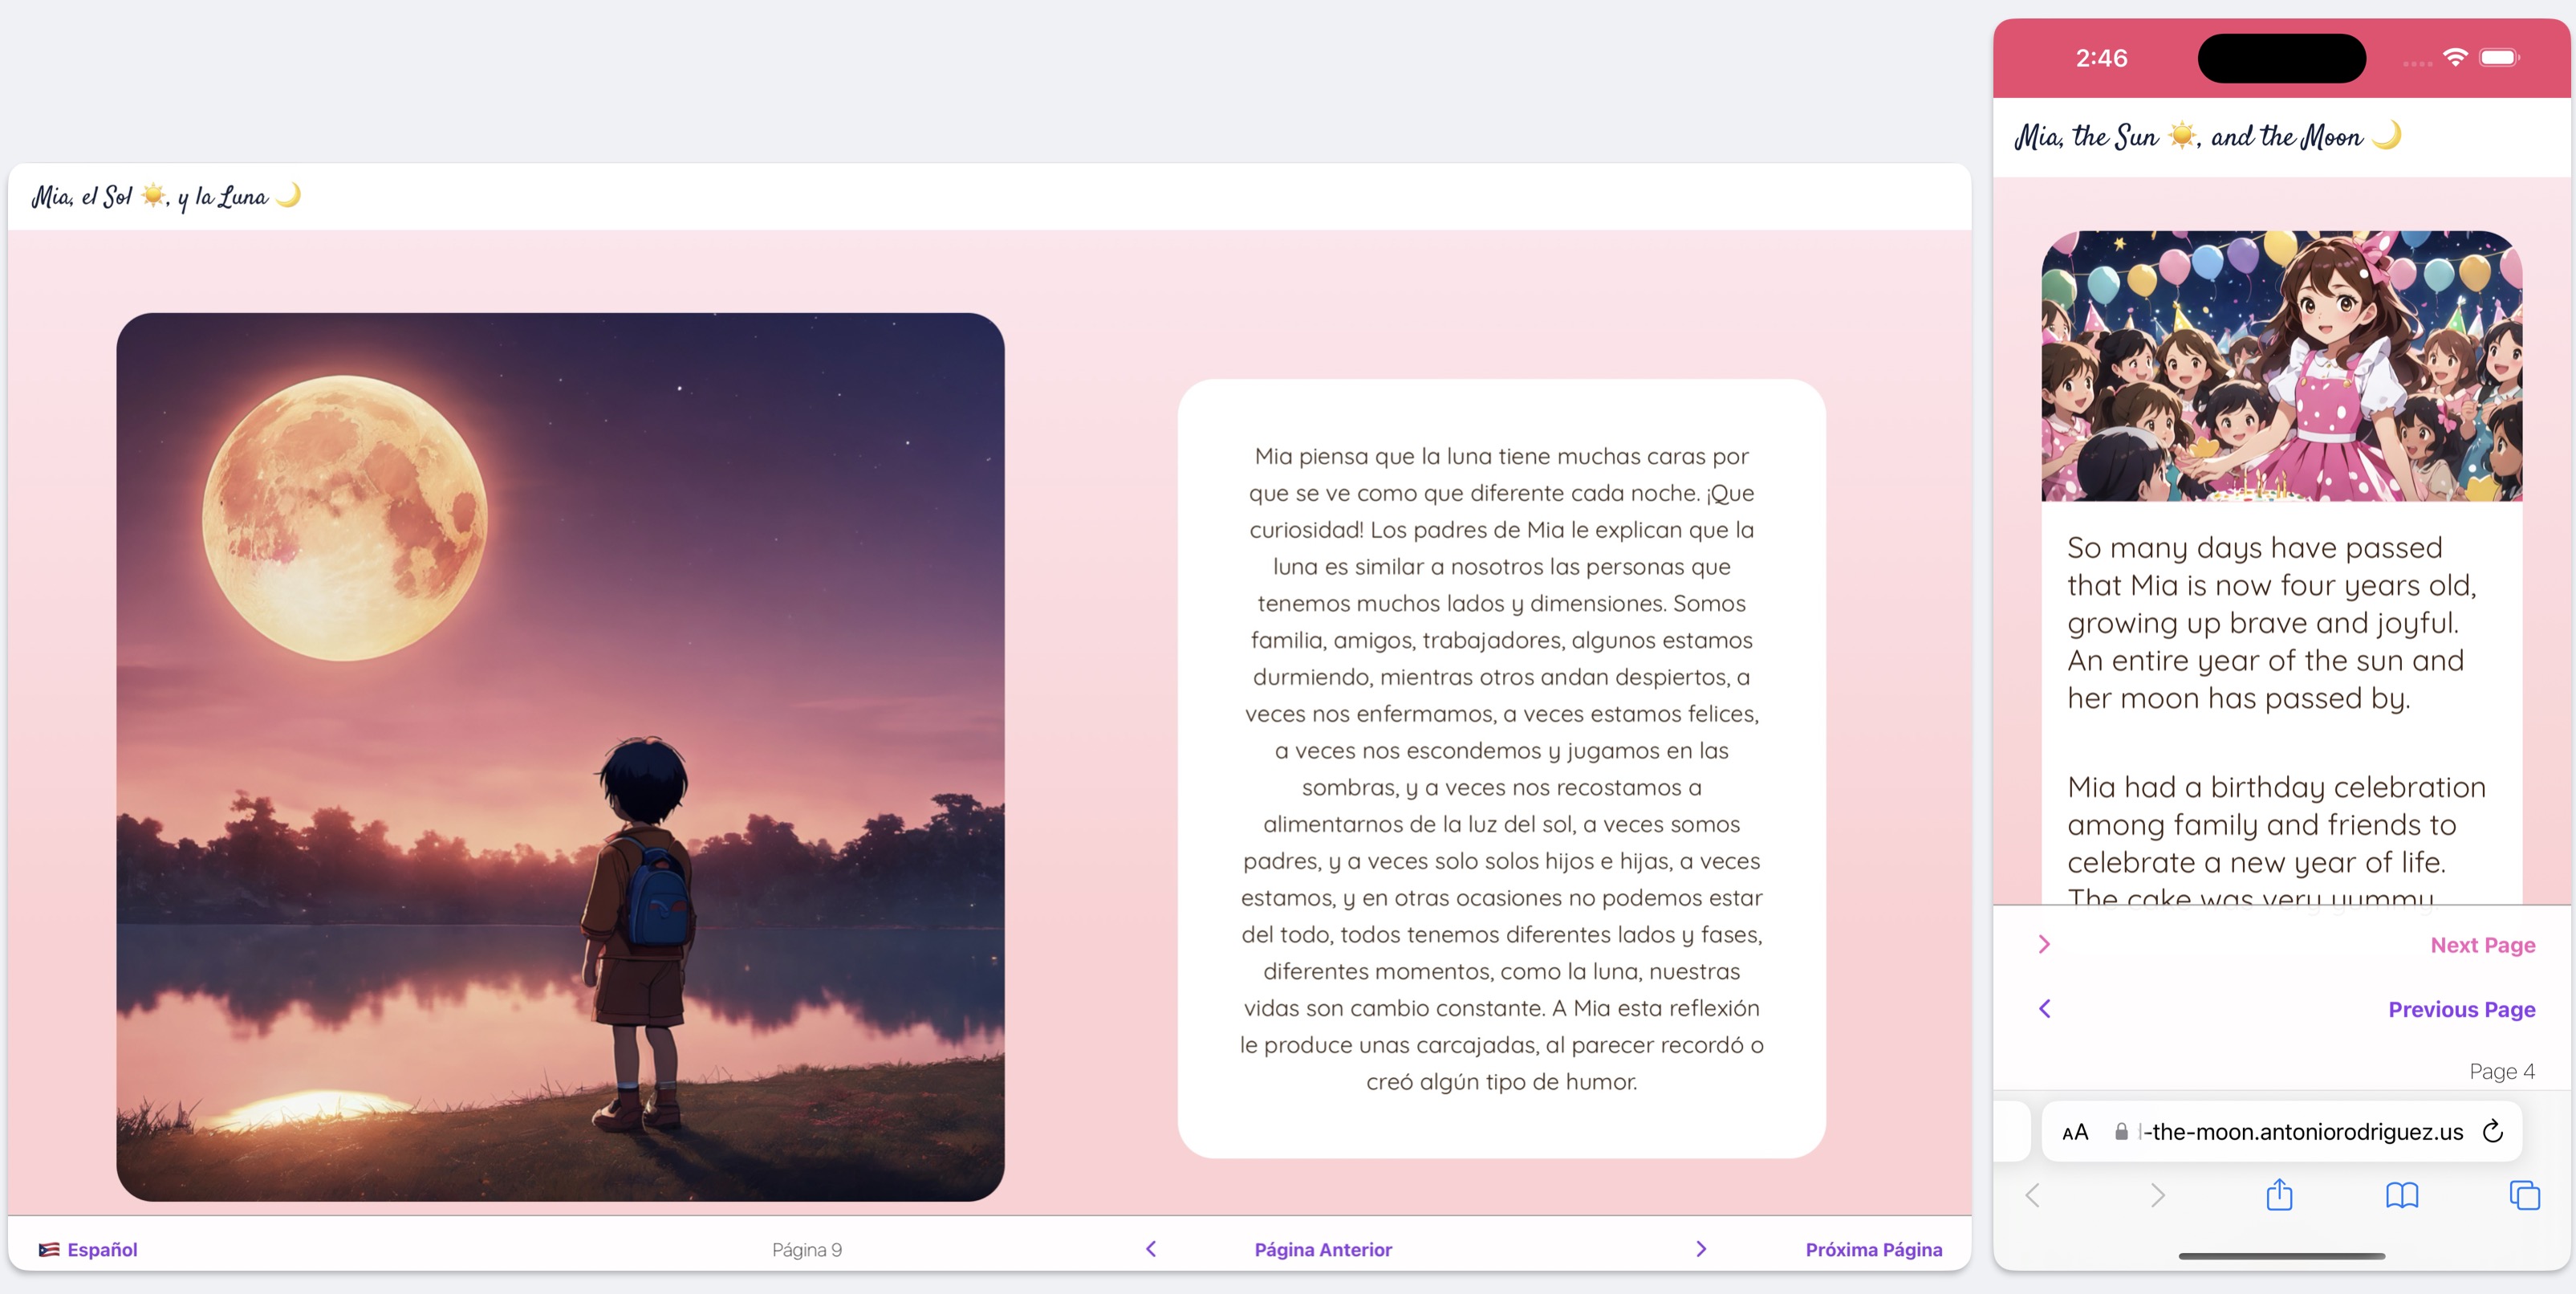 Mia, el Sol ☀️, y la Luna 🌙
Mia piensa que la luna tiene muchas caras por
que se ve como que diferente cada noche. ¡Que
curiosidad! Los padres de Mia le explican que la
luna es similar a nosotros las personas que
tenemos muchos lados y dimensiones. Somos
familia, amigos, trabajadores, algunos estamos
durmiendo, mientras otros andan despiertos, a
veces nos enfermamos, a veces estamos felices,
a veces nos escondemos y jugamos en las
sombras, y a veces nos recostamos a
alimentarnos de la luz del sol, a veces somos
padres, y a veces solo solos hijos e hijas, a veces
estamos, y en otras ocasiones no podemos estar
del todo, todos tenemos diferentes lados y fases,
diferentes momentos, como la luna, nuestras
vidas son cambio constante. A Mia esta reflexión
le produce unas carcajadas, al parecer recordó o
creó algún tipo de humor.
🇵🇷 Español
Página 9
Página Anterior
Próxima Página
2:46
Mia, the Sun ☀️, and the Moon 🌙
So many days have passed
that Mia is now four years old,
growing up brave and joyful.
An entire year of the sun and
her moon has passed by.
Mia had a birthday celebration
among family and friends to
celebrate a new year of life.
The cake was very yummy
Next Page
Previous Page
Page 4
AA -the-moon.antoniorodriguez.us